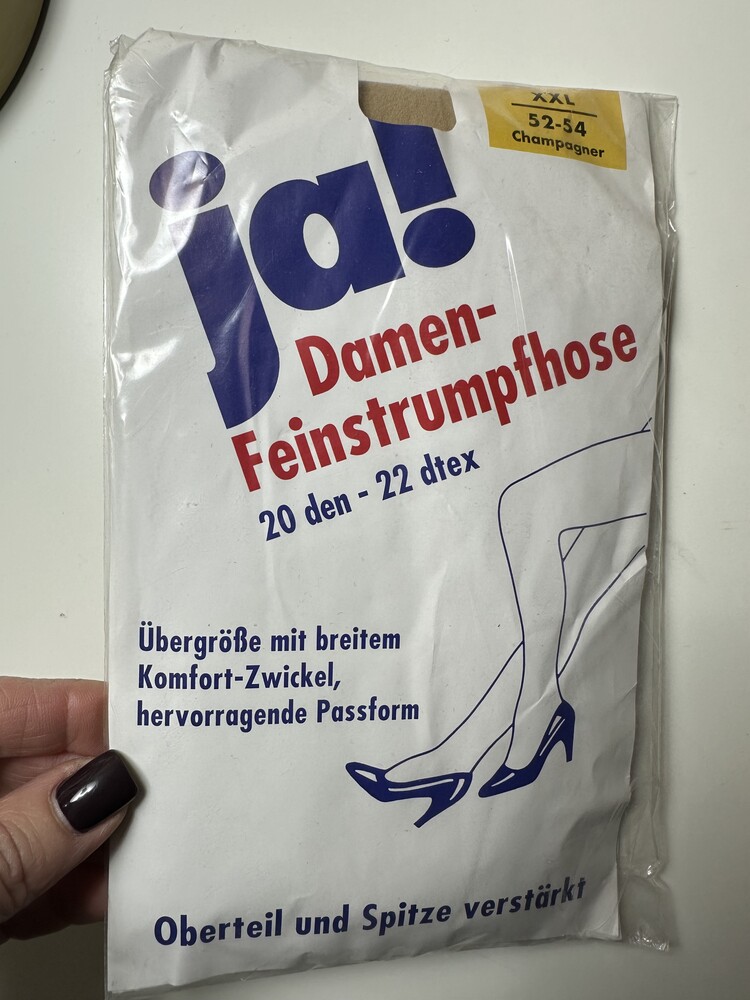 XXL
52-54
Champagner
ja!
Damen-
Feinstrumpfhose
20 den - 22 dtex
Übergröße mit breitem
Komfort-Zwickel,
hervorragende Passform
Oberteil und Spitze verstärkt